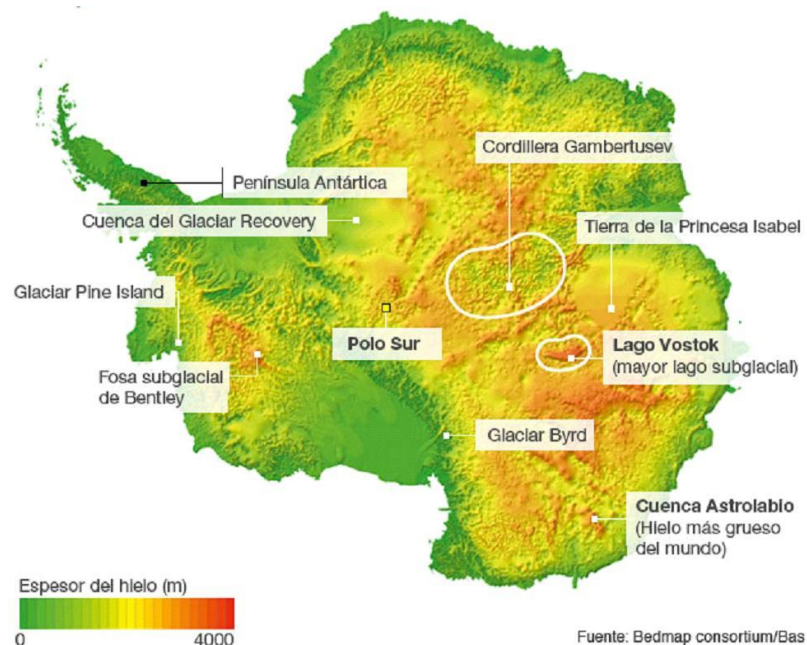 Cordillera Gambertusev
Península Antártica
Cuenca del Glaciar Recovery
Tierra de la Princesa Isabel
Glaciar Pine Island
Polo Sur
Lago Vostok
(mayor lago subglacial)
Fosa subglacial
de Bentley
Glaciar Byrd
Cuenca Astrolabio
(Hielo más grueso
del mundo)
Espesor del hielo (m)
0 4000
Fuente: Bedmap consortium/Bas